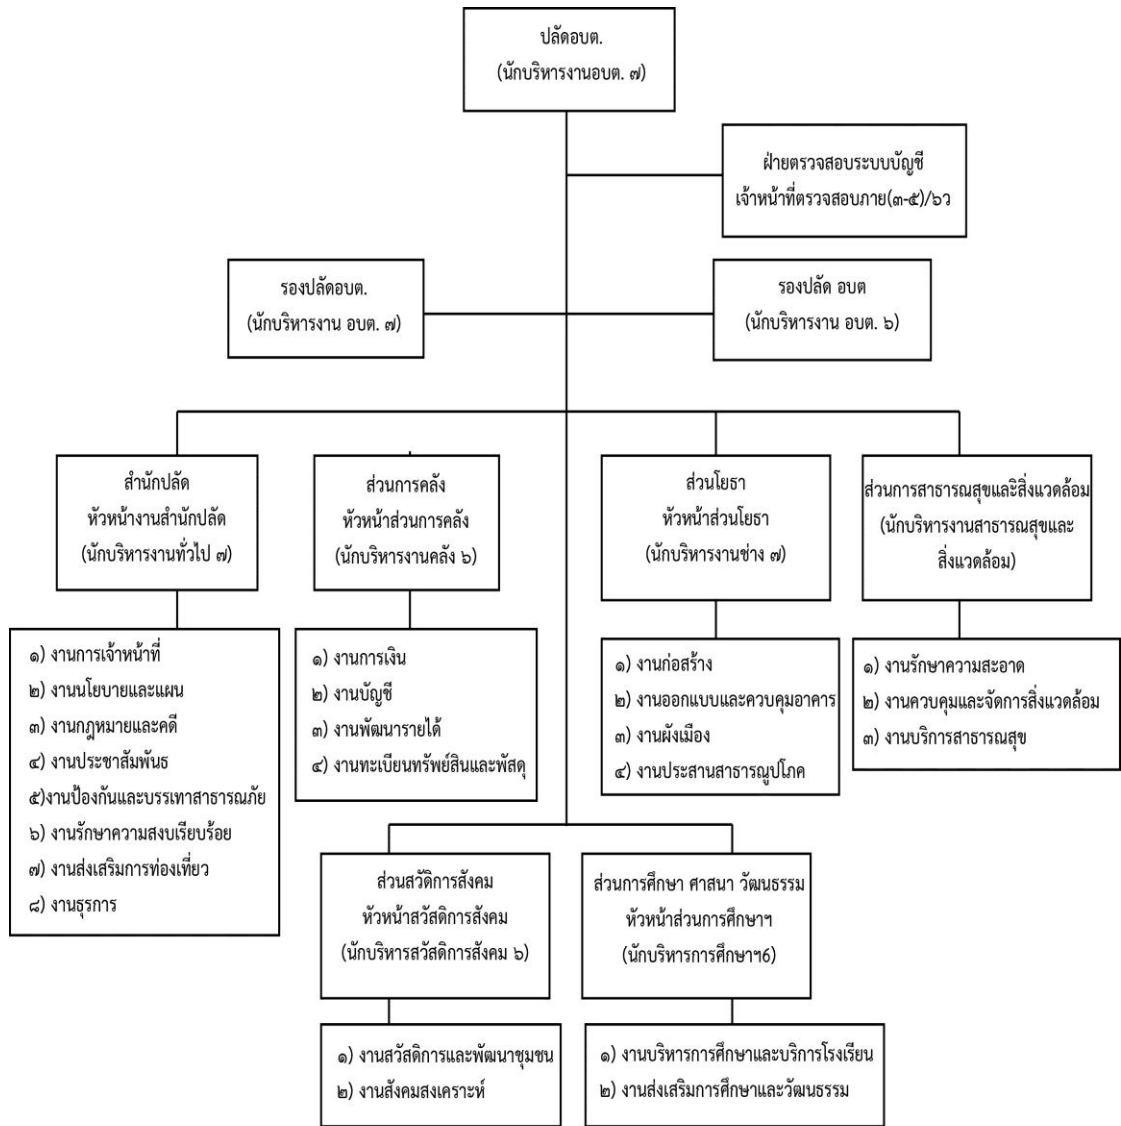 ปลัดอบต.
(นักบริหารงานอบต. ๗)
ฝ่ายตรวจสอบระบบบัญชี
เจ้าหน้าที่ตรวจสอบภาย(๓-๕)/๖ว
รองปลัดอบต.
(นักบริหารงาน อบต. ๗)
รองปลัด อบต
(นักบริหารงาน อบต. ๖)
สำนักปลัด
หัวหน้างานสำนักปลัด
(นักบริหารงานทั่วไป ๗)
ส่วนการคลัง
หัวหน้าส่วนการคลัง
(นักบริหารงานคลัง ๖)
ส่วนโยธา
หัวหน้าส่วนโยธา
(นักบริหารงานช่าง ๗)
ส่วนการสาธารณสุขและิสิ่งแวดล้อม
(นักบริหารงานสาธารณสุขและ
สิ่งแวดล้อม)
๑) งานการเจ้าหน้าที่
๒) งานนโยบายและแผน
๓) งานกฎหมายและคดี
๔) งานประชาสัมพันธ
๕)งานป้องกันและบรรเทาสาธารณภัย
๖) งานรักษาความสงบเรียบร้อย
๗) งานส่งเสริมการท่องเที่ยว
๘) งานธุรการ
๑) งานการเงิน
๒) งานบัญชี
๓) งานพัฒนารายได้
๔) งานทะเบียนทรัพย์สินและพัสดุ
๑) งานก่อสร้าง
๒) งานออกแบบและควบคุมอาคาร
๓) งานผังเมือง
๔) งานประสานสาธารณูปโภค
๑) งานรักษาความสะอาด
๒) งานควบคุมและจัดการสิ่งแวดล้อม
๓) งานบริการสาธารณสุข
ส่วนสวัดิการสังคม
หัวหน้าสวัสดิการสังคม
(นักบริหารสวัสดิการสังคม ๖)
ส่วนการศึกษา ศาสนา วัฒนธรรม
หัวหน้าส่วนการศึกษาฯ
(นักบริหารการศึกษาฯ6)
๑) งานสวัสดิการและพัฒนาชุมชน
๒) งานสังคมสงเคราะห์
๑) งานบริหารการศึกษาและบริการโรงเรียน
๒) งานส่งเสริมการศึกษาและวัฒนธรรม